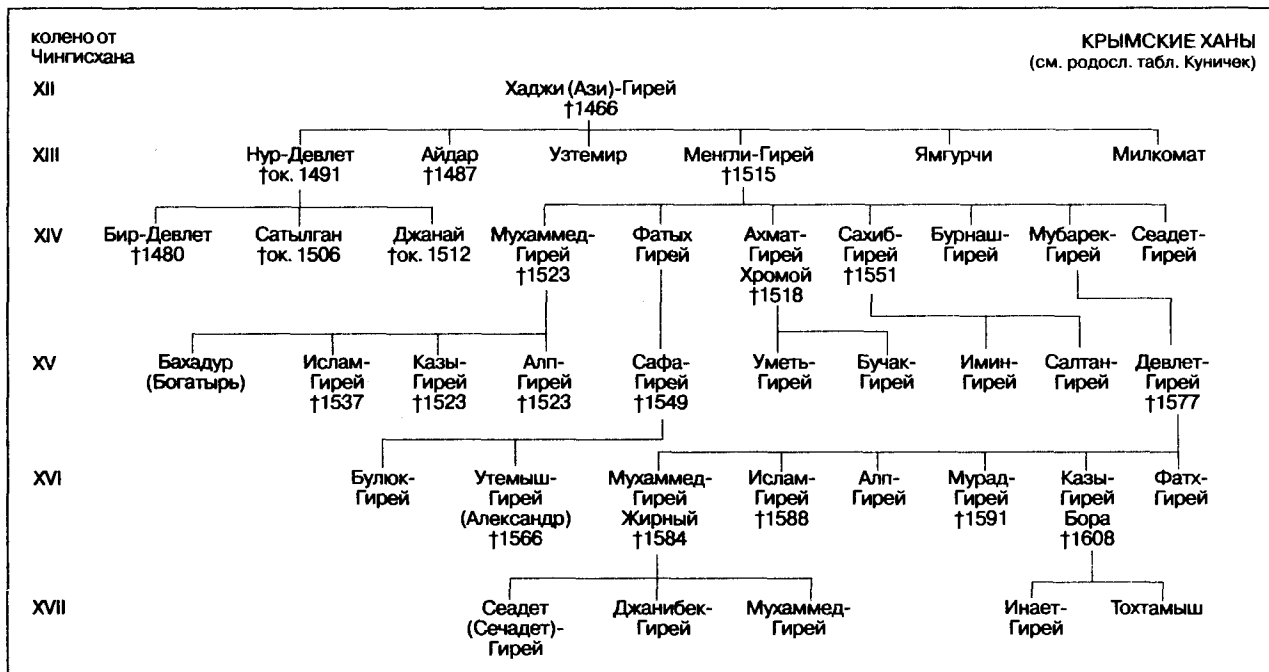 колено от
Чингисхана
КРЫМСКИЕ ХАНЫ
(см. родосл. табл. Куничек)
XII
Хаджи (Ази)-Гирей
†1466
XIII
Нур-Девлет
†ок. 1491
Айдар
†1487
Узтемир
Менгли-Гирей
†1515
Ямгурчи
Милкомат
XIV
Бир-Девлет
†1480
Сатылган
†ок. 1506
Джанай
†ок. 1512
Мухаммед-
Гирей
†1523
Фатых
Гирей
Ахмат-
Гирей
Хромой
†1518
Сахиб-
Гирей
†1551
Бурнаш-
Гирей
Мубарек-
Гирей
Сеадет-
Гирей
XV
Бахадур
(Богатырь)
Ислам-
Гирей
†1537
Казы-
Гирей
†1523
Алп-
Гирей
†1523
Сафа-
Гирей
†1549
Уметь-
Гирей
Бучак-
Гирей
Имин-
Гирей
Салтан-
Гирей
Девлет-
Гирей
†1577
XVI
Булюк-
Гирей
Утемыш-
Гирей
(Александр)
†1566
Мухаммед-
Гирей
Жирный
†1584
Ислам-
Гирей
†1588
Алп-
Гирей
Мурад-
Гирей
†1591
Казы-
Гирей
Бора
†1608
Фатх-
Гирей
XVII
Сеадет
(Сечадет)-
Гирей
Джанибек-
Гирей
Мухаммед-
Гирей
Инает-
Гирей
Тохтамыш